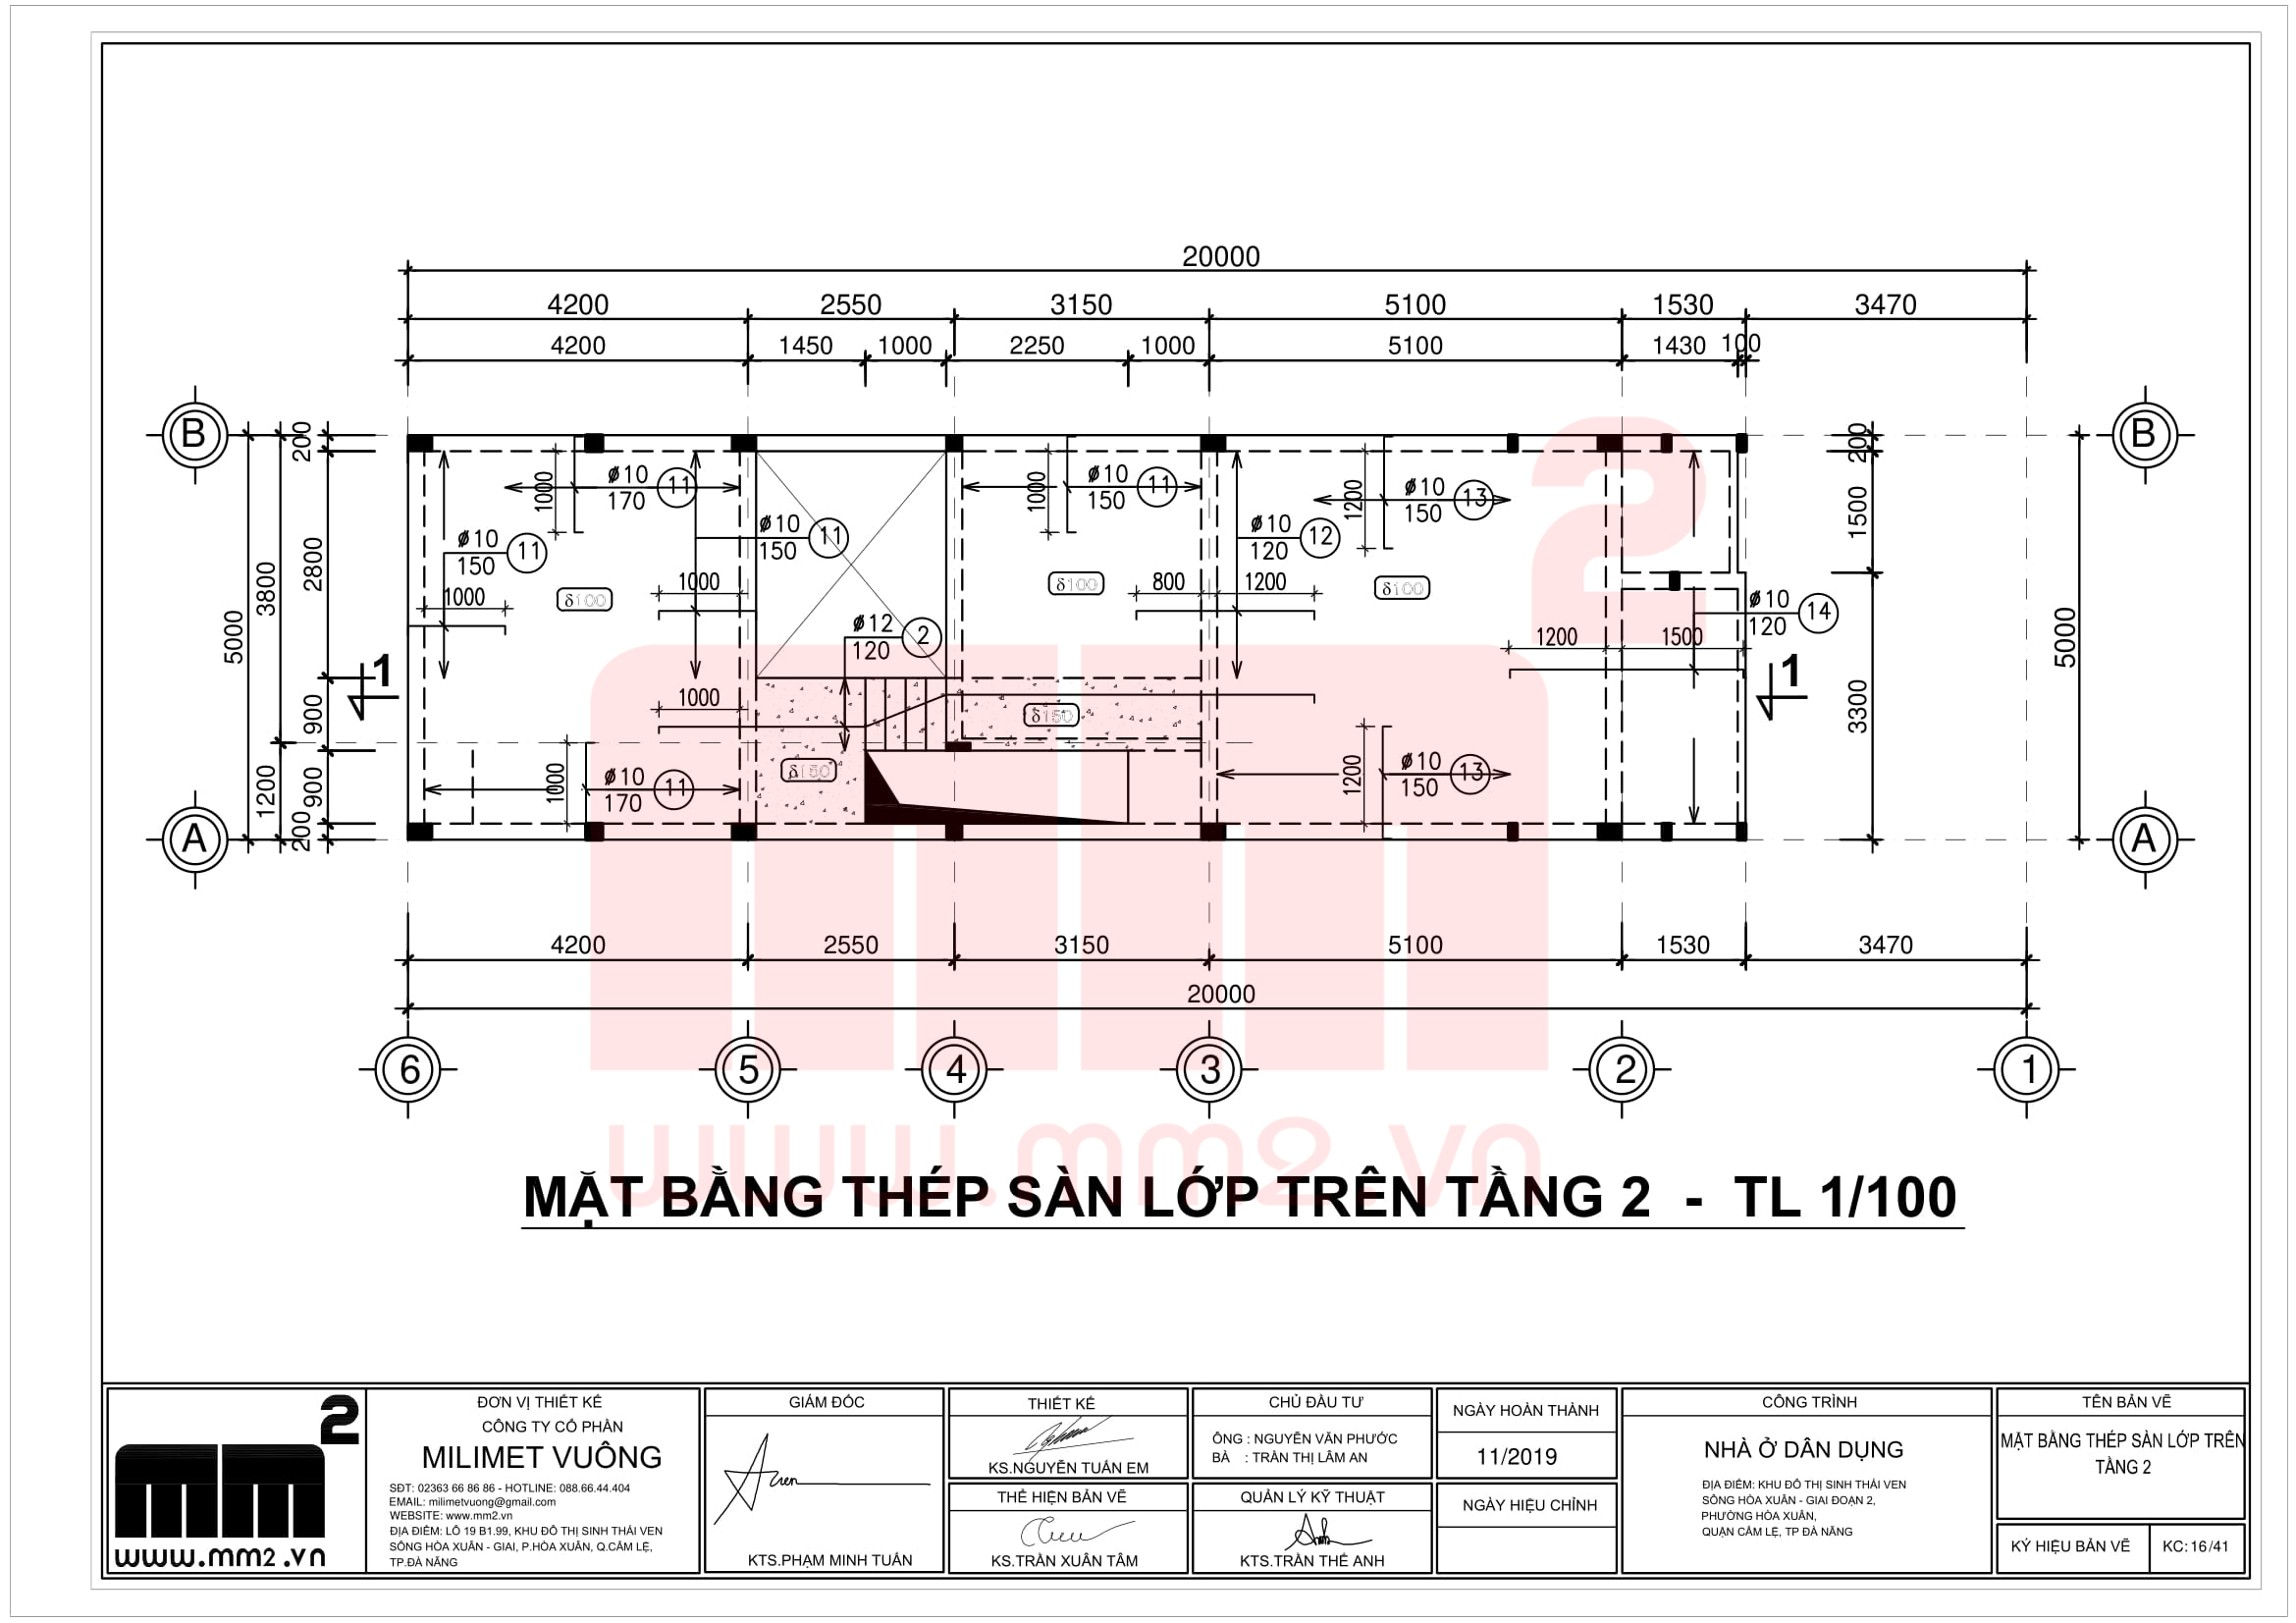 20000
4200 2550 3150 5100 1530 3470
4200 1450 1000 2250 1000 5100 1430 100
B B
200 200
ø10 170 11
1000
ø10 150 11
1000
1200
ø10 150 13
ø10 150 11
ø10 150 11
ø10 120 12
2800 1500
3800
5000 5000
1000 1000 800 1200
δ100 δ100 δ100
ø12 120 2
ø10 120 14
1200 1500
1 1
1000
900 3300
δ150
δ150
1200 900
1000
ø10 170 11
1200
ø10 150 13
200
A A
4200 2550 3150 5100 1530 3470
20000
6 5 4 3 2 1
www.mm2.vn
MẶT BẰNG THÉP SÀN LỚP TRÊN TẦNG 2 - TL 1/100
mm2
www.mm2.vn
ĐƠN VỊ THIẾT KẾ
CÔNG TY CỔ PHẦN
MILIMET VUÔNG
SĐT: 02363 66 86 86 - HOTLINE: 088.66.44.404
EMAIL: milimetvuong@gmail.com
WEBSITE: www.mm2.vn
ĐỊA ĐIỂM: LÔ 19 B1.99, KHU ĐÔ THỊ SINH THÁI VEN
SÔNG HÒA XUÂN - GIAI, P.HÒA XUÂN, Q.CẨM LỆ,
TP.ĐÀ NẴNG
GIÁM ĐỐC
KTS.PHẠM MINH TUẤN
THIẾT KẾ
KS.NGUYỄN TUẤN EM
THỂ HIỆN BẢN VẼ
KS.TRẦN XUÂN TÂM
CHỦ ĐẦU TƯ
ÔNG : NGUYỄN VĂN PHƯỚC
BÀ : TRẦN THỊ LÂM AN
QUẢN LÝ KỸ THUẬT
KTS.TRẦN THẾ ANH
NGÀY HOÀN THÀNH
11/2019
NGÀY HIỆU CHỈNH
CÔNG TRÌNH
NHÀ Ở DÂN DỤNG
ĐỊA ĐIỂM: KHU ĐÔ THỊ SINH THÁI VEN
SÔNG HÒA XUÂN - GIAI ĐOẠN 2,
PHƯỜNG HÒA XUÂN,
QUẬN CẨM LỆ, TP ĐÀ NẴNG
TÊN BẢN VẼ
MẶT BẰNG THÉP SÀN LỚP TRÊN
TẦNG 2
KÝ HIỆU BẢN VẼ
KC: 16/41